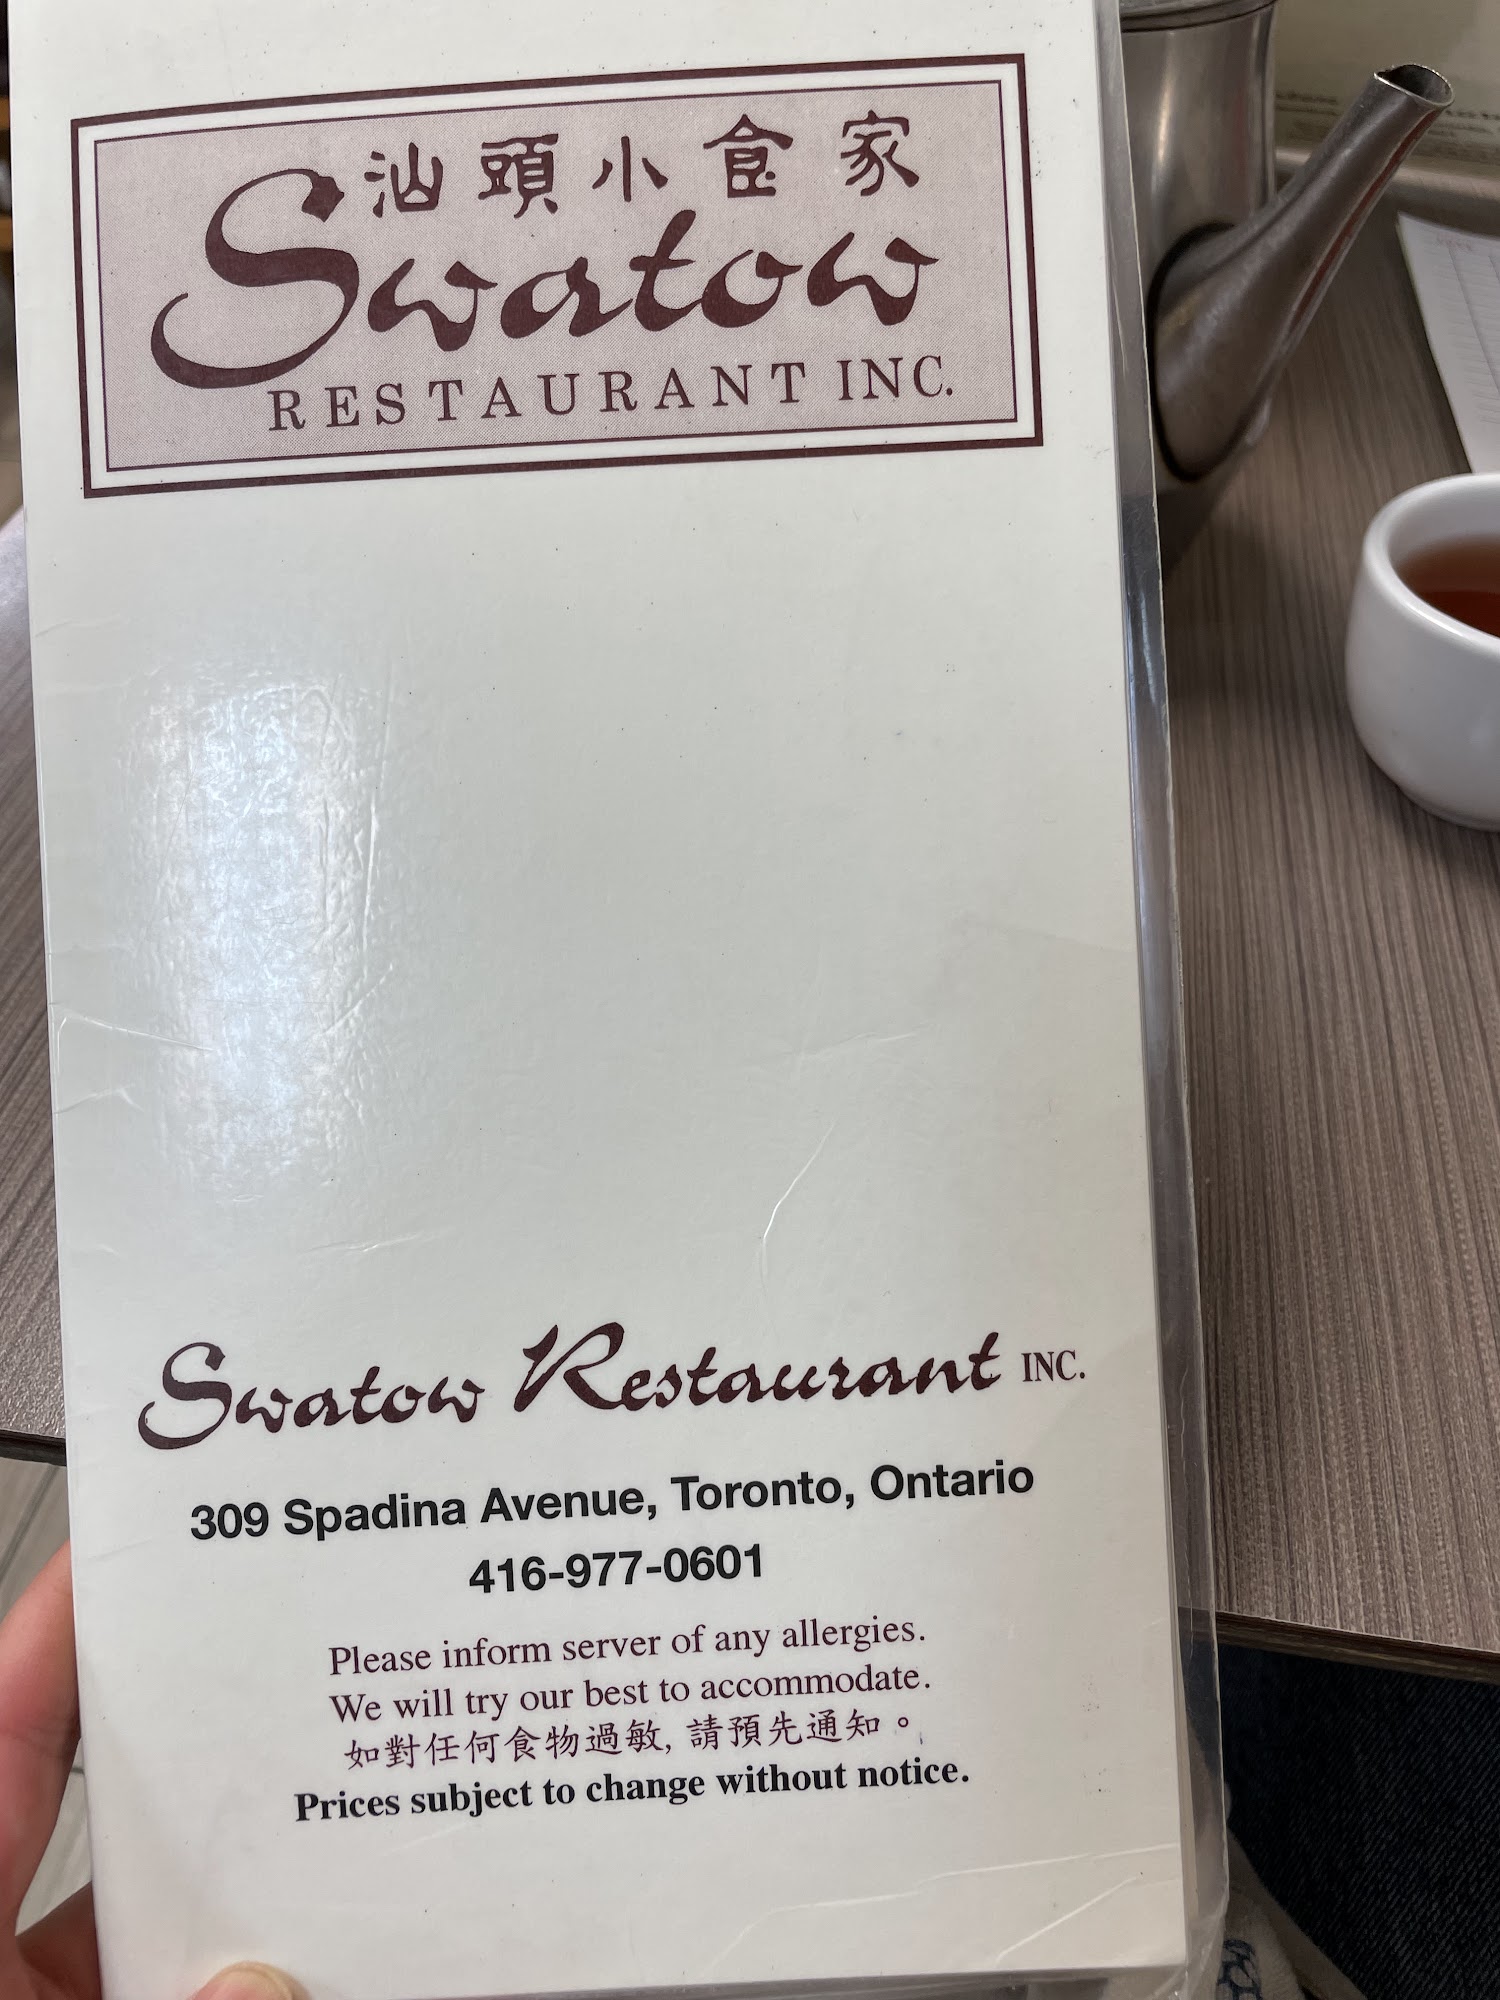 汕頭小食家
Swatow
RESTAURANT INC.
Swatow Restaurant INC.
309 Spadina Avenue, Toronto, Ontario
416-977-0601
Please inform server of any allergies.
We will try our best to accommodate.
如對任何食物過敏, 請預先通知。
Prices subject to change without notice.